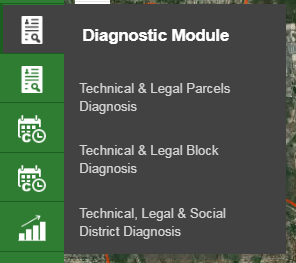 Diagnostic Module
Technical & Legal Parcels
Diagnosis
Technical & Legal Block
Diagnosis
Technical, Legal & Social
District Diagnosis